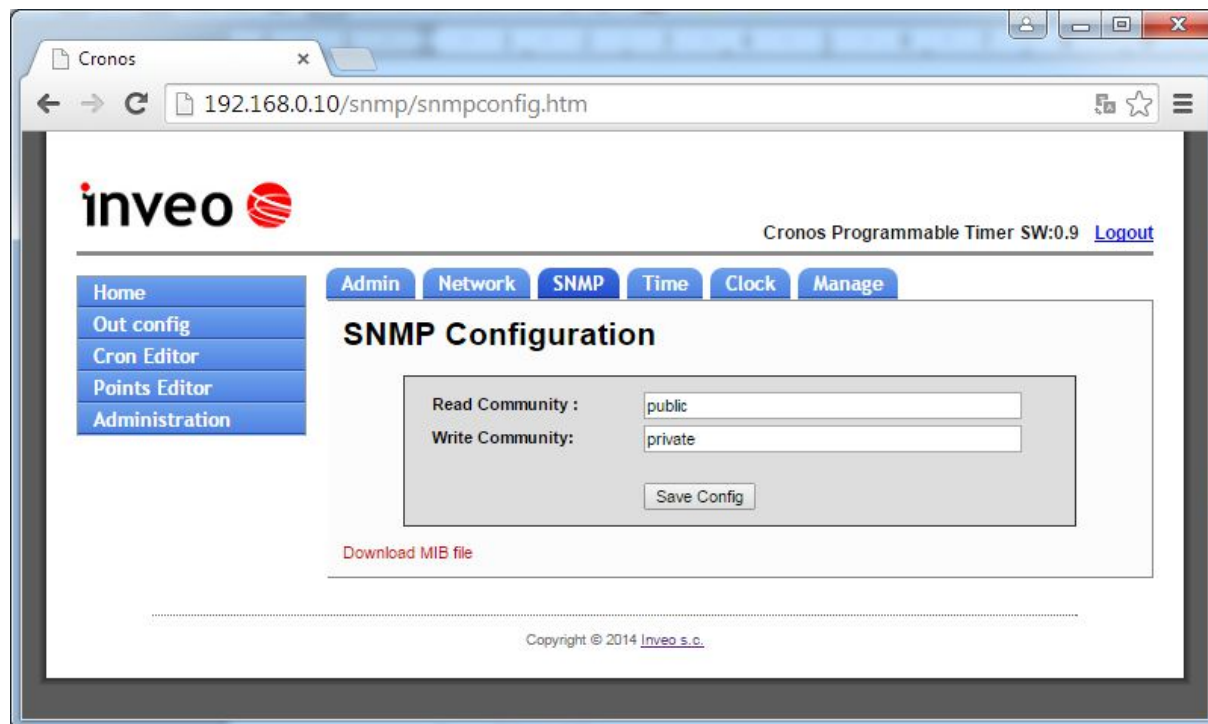 Cronos
192.168.0.10/snmp/snmpconfig.htm
inveo
Cronos Programmable Timer SW:0.9 Logout
Home
Out config
Cron Editor
Points Editor
Administration
Admin Network SNMP Time Clock Manage
SNMP Configuration
Read Community : public
Write Community: private
Save Config
Download MIB file
Copyright © 2014 Inveo s.c.